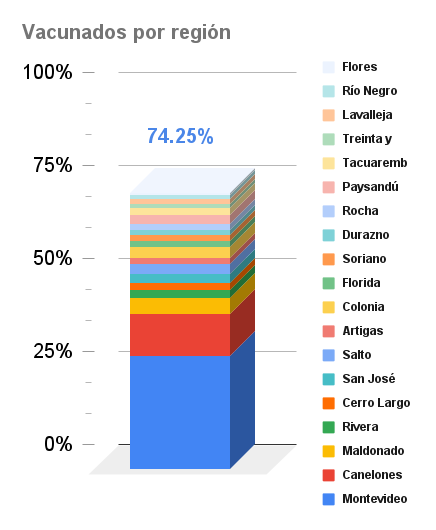 Vacunados por región
100%
75%
50%
25%
0%
74.25%
Flores
Río Negro
Lavalleja
Treinta y
Tacuaremb
Paysandú
Rocha
Durazno
Soriano
Florida
Colonia
Artigas
Salto
San José
Cerro Largo
Rivera
Maldonado
Canelones
Montevideo